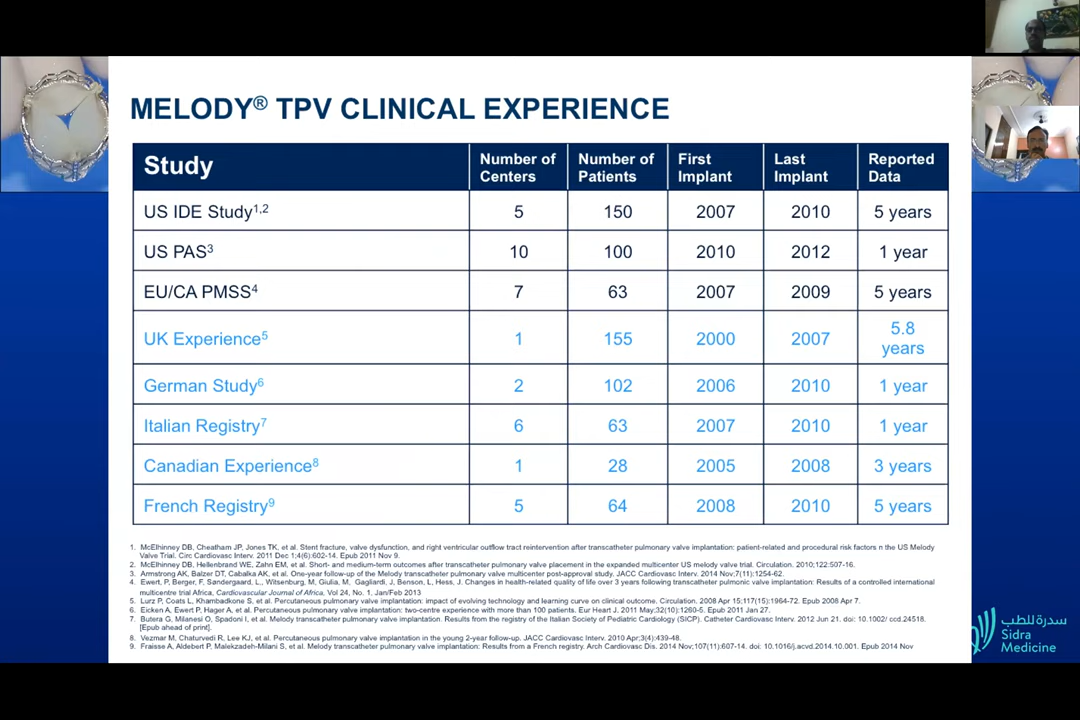 MELODY® TPV CLINICAL EXPERIENCE
Study Number of Centers Number of Patients First Implant Last Implant Reported Data
US IDE Study1,2 5 150 2007 2010 5 years
US PAS3 10 100 2010 2012 1 year
EU/CA PMSS4 7 63 2007 2009 5 years
UK Experience5 1 155 2000 2007 5.8 years
German Study6 2 102 2006 2010 1 year
Italian Registry7 6 63 2007 2010 1 year
Canadian Experience8 1 28 2005 2008 3 years
French Registry9 5 64 2008 2010 5 years
1. McElhinney DB, Cheatham JP, Jones TK, et al. Stent fracture, valve dysfunction, and right ventricular outflow tract reintervention after transcatheter pulmonary valve implantation: patient-related and procedural risk factors n the US Melody
Valve Trial. Circ Cardiovasc Interv. 2011 Dec 1;4(6):602-14. Epub 2011 Nov 9.
2. McElhinney DB, Hellenbrand WE, Zahn EM, et al. Short- and medium-term outcomes after transcatheter pulmonary valve placement in the expanded multicenter US melody valve trial. Circulation. 2010;122:507-16.
3. Armstrong AK, Balzer DT, Cabalka AK, et al. One-year follow-up of the Melody transcatheter pulmonary valve multicenter post-approval study. JACC Cardiovasc Interv. 2014 Nov;7(11):1254-62.
4. Ewert, P, Berger, F, Søndergaard, L., Witsenburg, M, Giulia, M, Gagliardi, J, Benson, L, Hess, J. Changes in health-related quality of life over 3 years following transcatheter pulmonic valve implantation: Results of a controlled international
multicentre trial Africa, Cardiovascular Journal of Africa, Vol 24, No. 1, Jan/Feb 2013
5. Lurz P, Coats L, Khambadkone S, et al. Percutaneous pulmonary valve implantation: impact of evolving technology and learning curve on clinical outcome. Circulation. 2008 Apr 15;117(15):1964-72. Epub 2008 Apr 7.
6. Eicken A, Ewert P, Hager A, et al. Percutaneous pulmonary valve implantation: two-centre experience with more than 100 patients. Eur Heart J. 2011 May;32(10):1260-5. Epub 2011 Jan 27.
7. Butera G, Milanesi O, Spadoni I, et al. Melody transcatheter pulmonary valve implantation. Results from the registry of the Italian Society of Pediatric Cardiology (SICP). Catheter Cardiovasc Interv. 2012 Jun 21. doi: 10.1002/ ccd.24518.
[Epub ahead of print].
8. Vezmar M, Chaturvedi R, Lee KJ, et al. Percutaneous pulmonary valve implantation in the young 2-year follow-up. JACC Cardiovasc Interv. 2010 Apr;3(4):439-48.
9. Fraisse A, Aldebert P, Malekzadeh-Milani S, et al. Melody transcatheter pulmonary valve implantation: Results from a French registry. Arch Cardiovasc Dis. 2014 Nov;107(11):607-14. doi: 10.1016/j.acvd.2014.10.001. Epub 2014 Nov
سدرة للطب
Sidra
Medicine